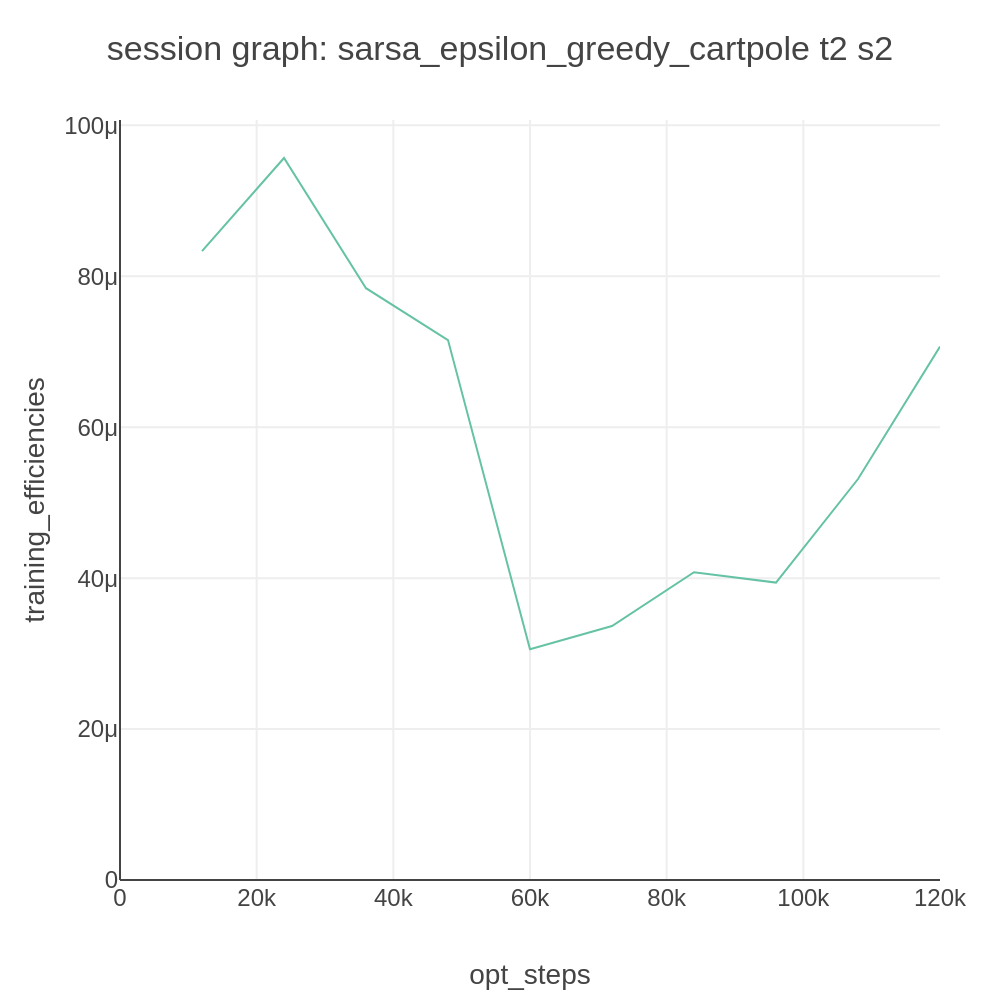 session graph: sarsa_epsilon_greedy_cartpole t2 s2
100μ
80μ
60μ
40μ
20μ
0
training_efficiencies
0 20k 40k 60k 80k 100k 120k
opt_steps